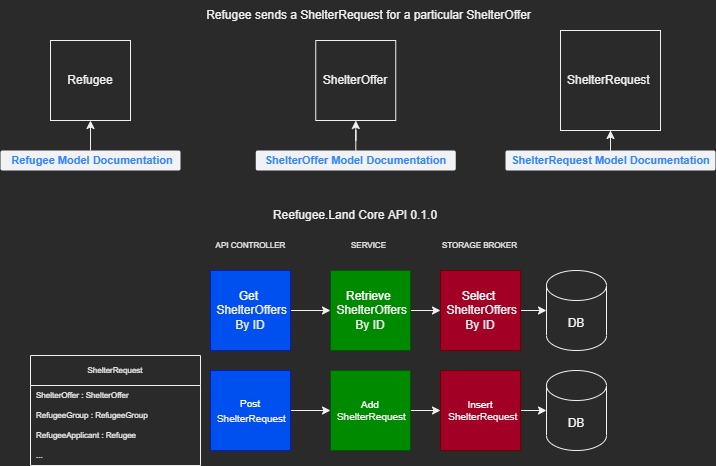 Refugee sends a ShelterRequest for a particular ShelterOffer
Refugee
ShelterOffer
ShelterRequest
Refugee Model Documentation
ShelterOffer Model Documentation
ShelterRequest Model Documentation
Reefugee.Land Core API 0.1.0
API CONTROLLER
SERVICE
STORAGE BROKER
Get
ShelterOffers
By ID
Retrieve
ShelterOffers
By ID
Select
ShelterOffers
By ID
DB
ShelterRequest
ShelterOffer : ShelterOffer
RefugeeGroup : RefugeeGroup
RefugeeApplicant : Refugee
...
Post
ShelterRequest
Add
ShelterRequest
Insert
ShelterRequest
DB